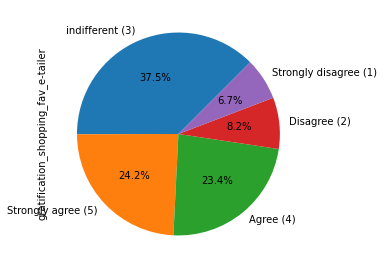 indifferent (3)
37.5%
Strongly disagree (1)
6.7%
Disagree (2)
8.2%
gratification_shopping_fav_e-tailer
24.2%
23.4%
Strongly agree (5)
Agree (4)